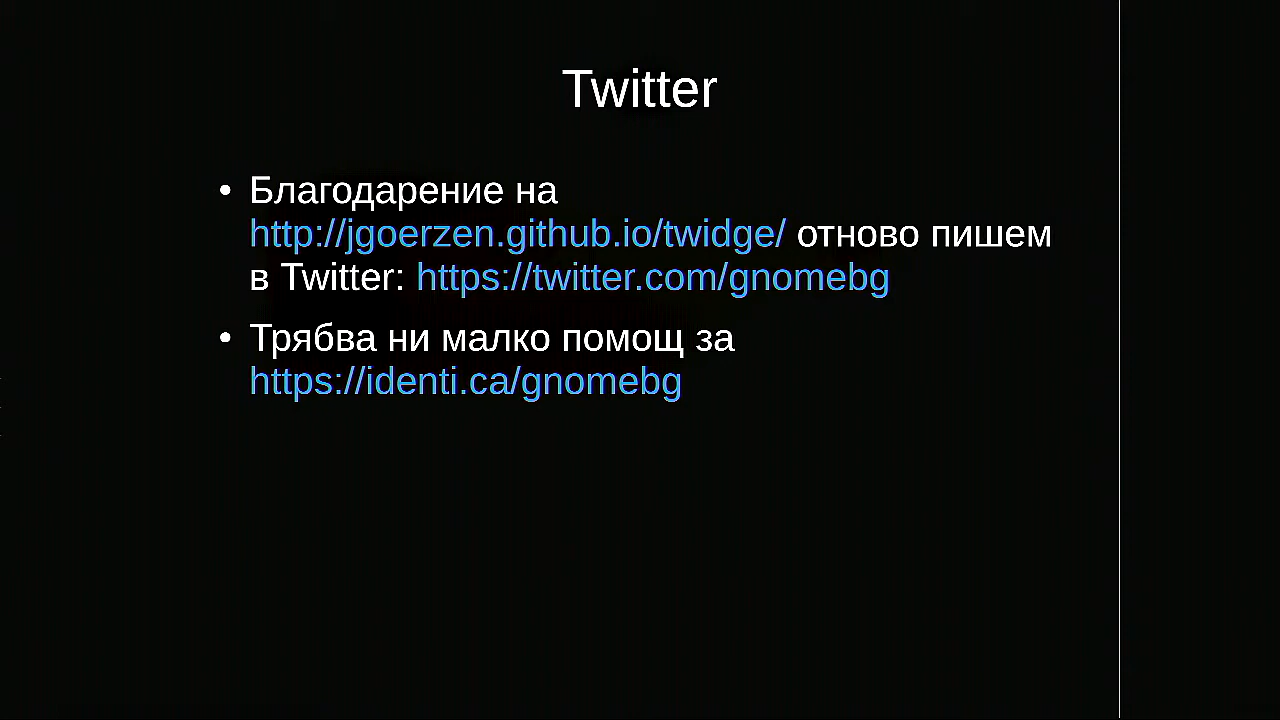 Twitter
• Благодарение на
http://jgoerzen.github.io/twidge/ отново пишем
в Twitter: https://twitter.com/gnomebg
• Трябва ни малко помощ за
https://identi.ca/gnomebg